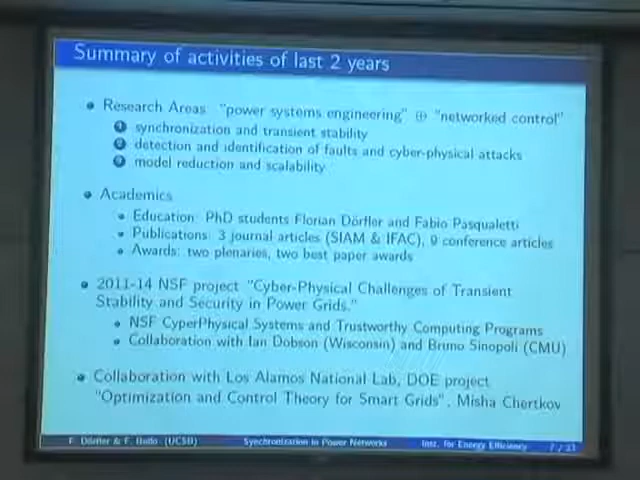 Summary of activities of last 2 years
Research Areas: "power systems engineering" ⊕ "networked control"
1 synchronization and transient stability
2 detection and identification of faults and cyber-physical attacks
3 model reduction and scalability
Academics
Education: PhD students Florian Dörfler and Fabio Pasqualetti
Publications: 3 journal articles (SIAM & IFAC), 9 conference articles
Awards: two plenaries, two best paper awards
2011-14 NSF project "Cyber-Physical Challenges of Transient
Stability and Security in Power Grids."
NSF CyperPhysical Systems and Trustworthy Computing Programs
Collaboration with Ian Dobson (Wisconsin) and Bruno Sinopoli (CMU)
Collaboration with Los Alamos National Lab, DOE project
"Optimization and Control Theory for Smart Grids", Misha Chertkov
F. Dörfler & F. Bullo (UCSB) Synchronization in Power Networks Inst. for Energy Efficiency 7 /